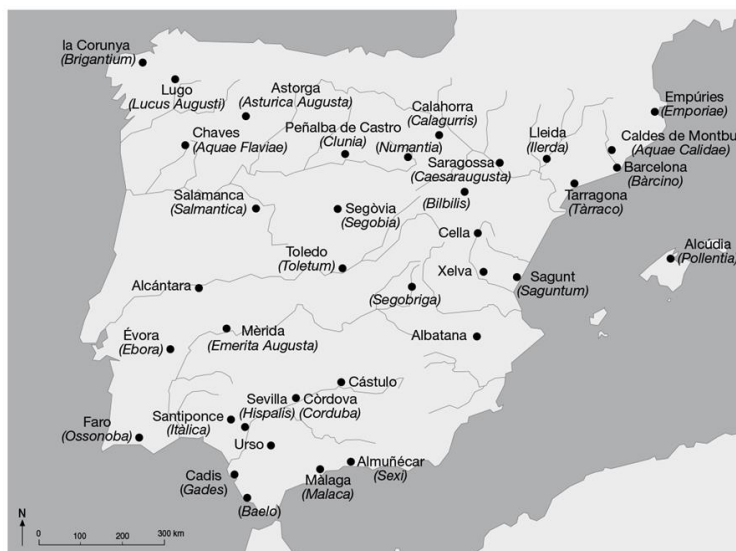 la Corunya
(Brigantium)
Lugo
(Lucus Augusti)
Astorga
(Asturica Augusta)
Chaves
(Aquae Flaviae)
Peñalba de Castro
(Clunia)
(Numantia)
Calahorra
(Calagurris)
Saragossa
(Caesaraugusta)
Lleida
(Ilerda)
Empúries
(Emporiae)
Caldes de Montbu
(Aquae Calidae)
Barcelona
(Bàrcino)
Tarragona
(Tàrraco)
Salamanca
(Salmantica)
Segòvia
(Segobia)
(Bilbilis)
Cella
Toledo
(Toletum)
Xelva
Sagunt
(Saguntum)
Alcúdia
(Pollentia)
Alcántara
(Segobriga)
Évora
(Ebora)
Mèrida
(Emerita Augusta)
Albatana
Cástulo
Sevilla
(Hispalis)
Còrdova
(Corduba)
Santiponce
(Itàlica)
Faro
(Ossonoba)
Urso
Cadis
(Gades)
Màlaga
(Malaca)
Almuñécar
(Sexi)
(Baelo)
N
0 100 200 300 km